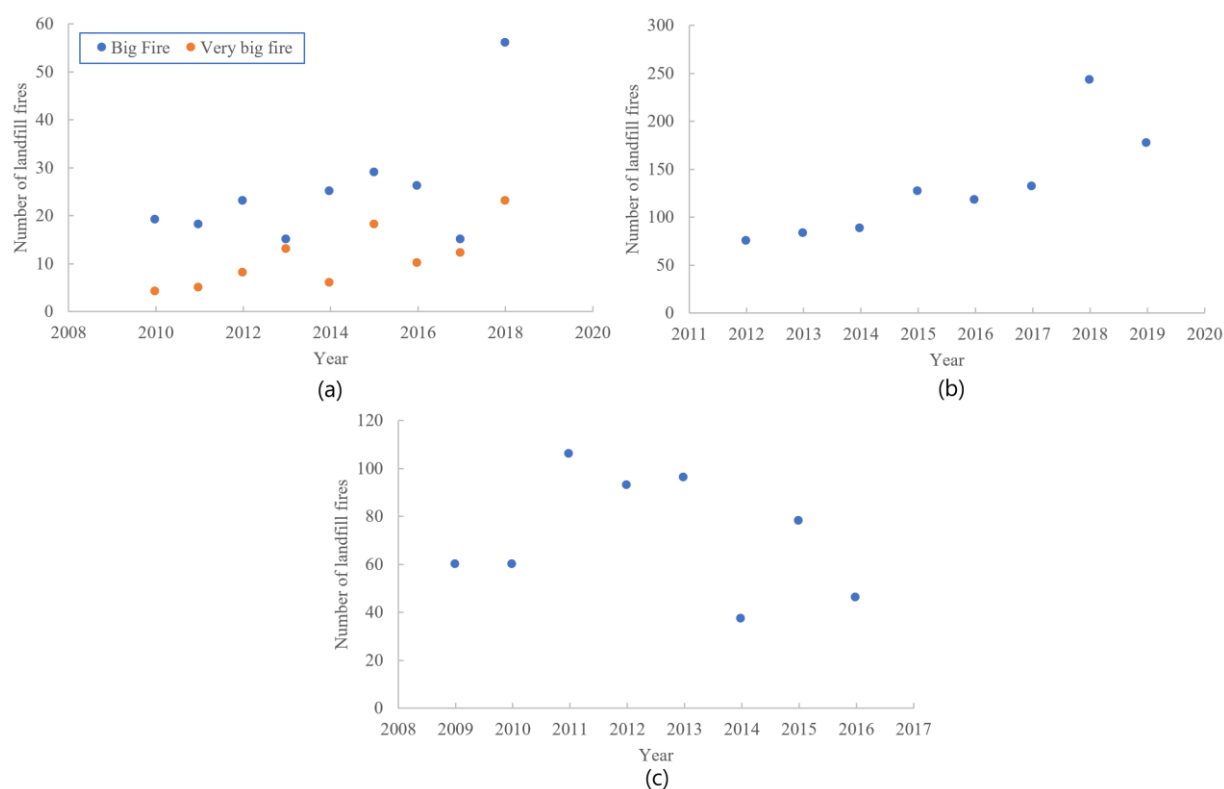 Big Fire Very big fire
Number of landfill fires
60
50
40
30
20
10
0
2008 2010 2012 2014 2016 2018 2020
Year
(a)
Number of landfill fires
300
250
200
150
100
50
0
2011 2012 2013 2014 2015 2016 2017 2018 2019 2020
Year
(b)
Number of landfill fires
120
100
80
60
40
20
0
2008 2009 2010 2011 2012 2013 2014 2015 2016 2017
Year
(c)